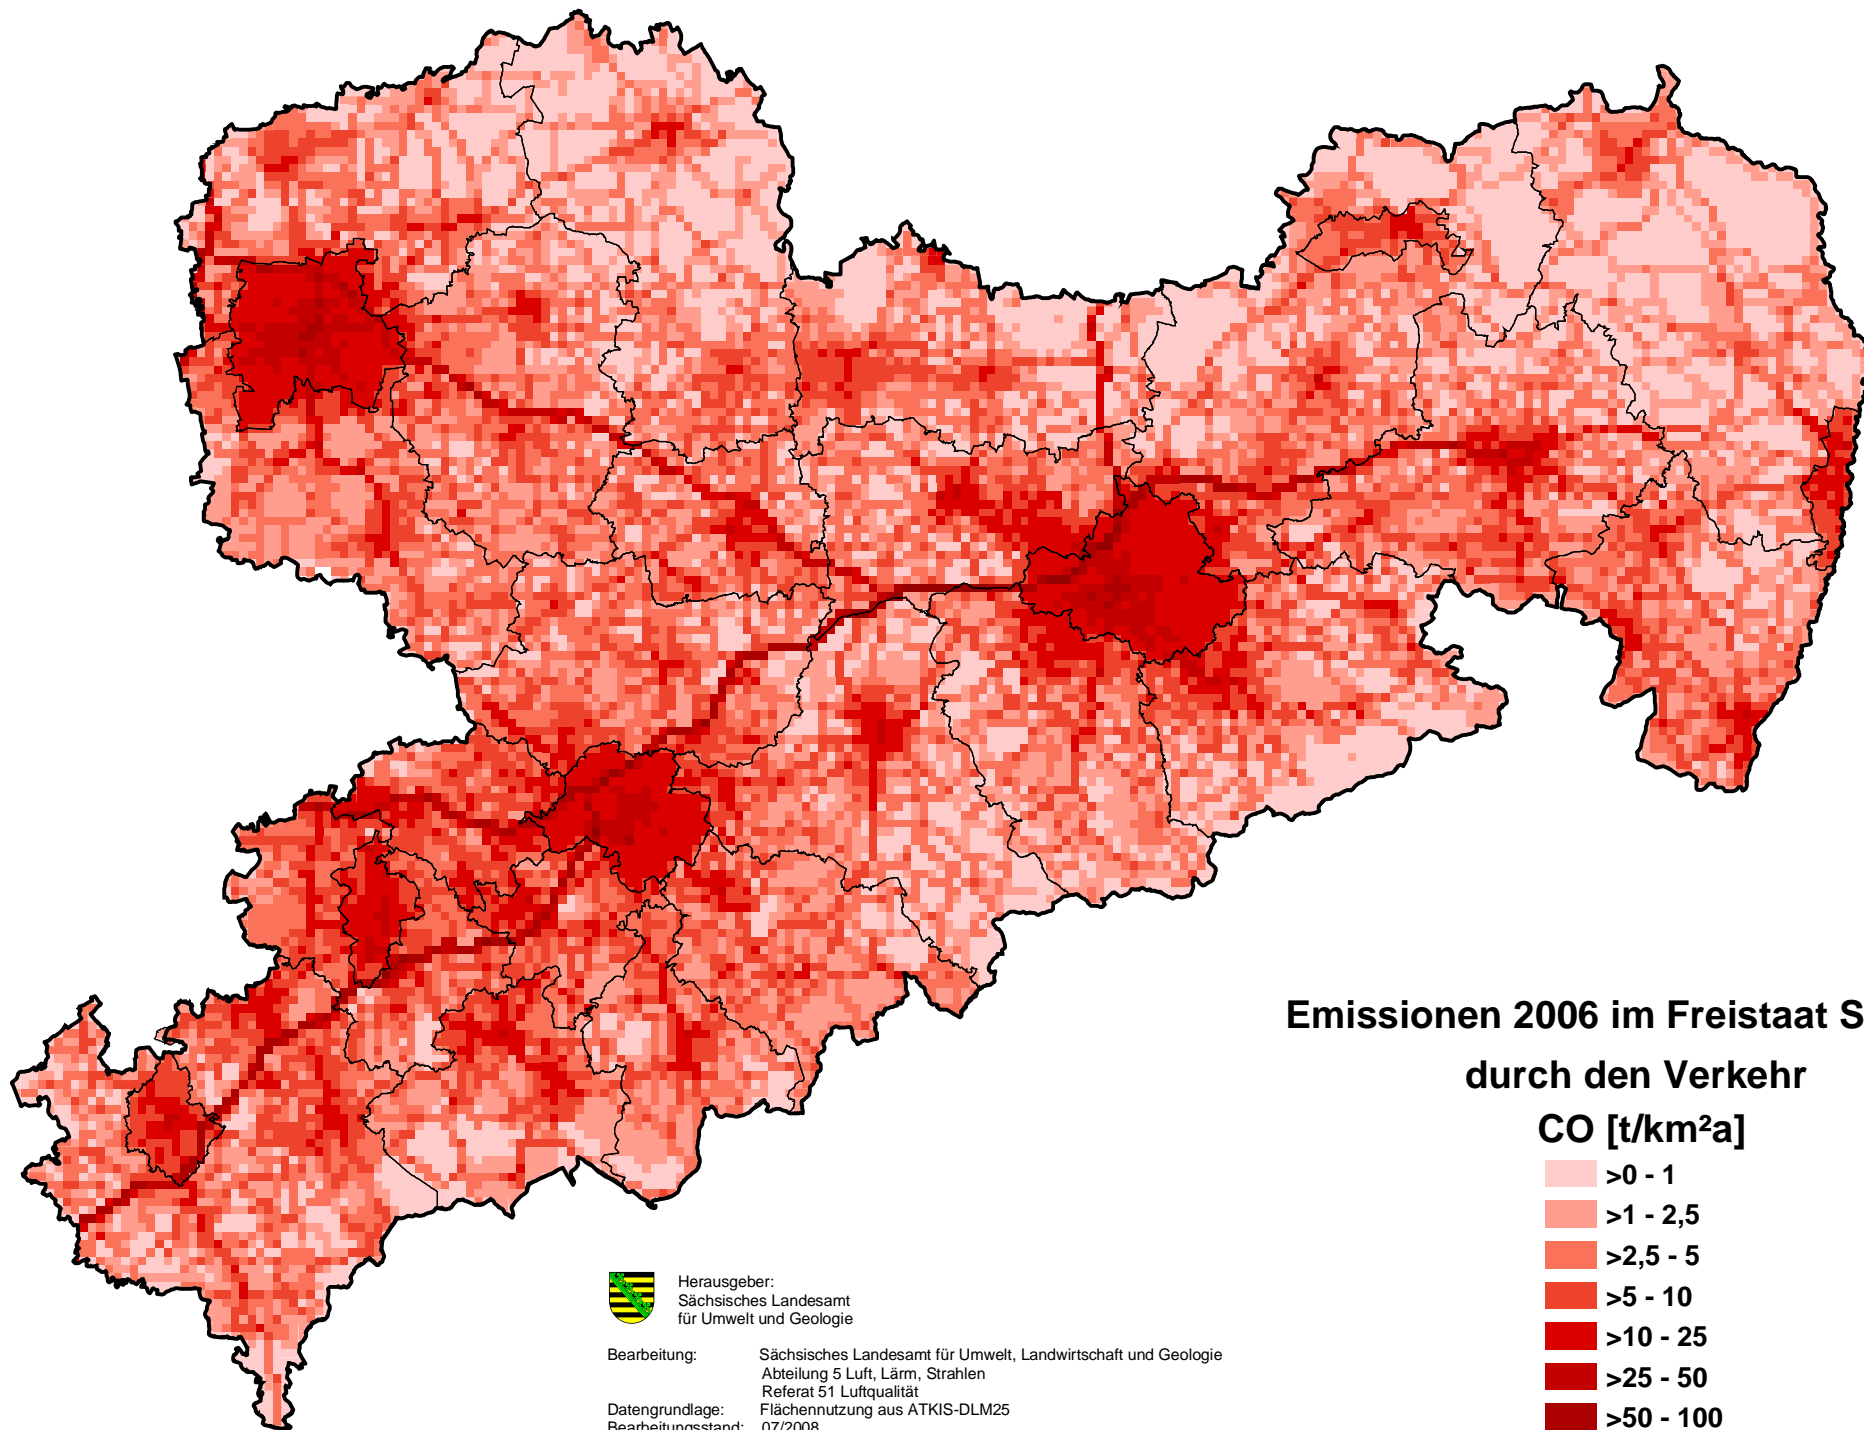 Emissionen 2006 im Freistaat S
durch den Verkehr
CO [t/km²a]
>0 - 1
>1 - 2,5
>2,5 - 5
>5 - 10
>10 - 25
>25 - 50
>50 - 100
Herausgeber:
Sächsisches Landesamt
für Umwelt und Geologie
Bearbeitung: Sächsisches Landesamt für Umwelt, Landwirtschaft und Geologie
Abteilung 5 Luft, Lärm, Strahlen
Referat 51 Luftqualität
Datengrundlage: Flächennutzung aus ATKIS-DLM25
Bearbeitungsstand: 07/2008